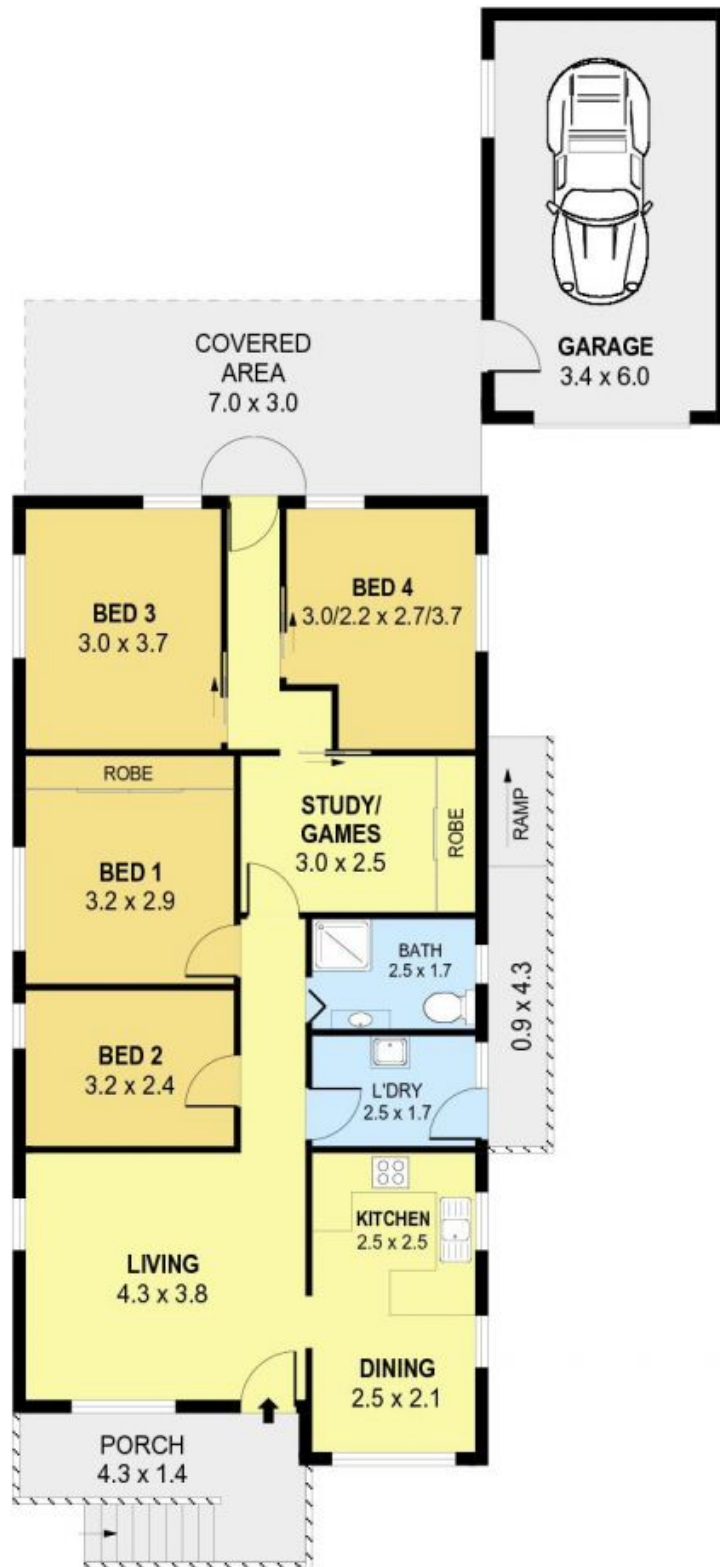 COVERED
AREA
7.0 x 3.0
GARAGE
3.4 x 6.0
BED 3
3.0 x 3.7
BED 4
3.0/2.2 x 2.7/3.7
ROBE
BED 1
3.2 x 2.9
STUDY/
GAMES
3.0 x 2.5
ROBE
RAMP
0.9 x 4.3
BATH
2.5 x 1.7
BED 2
3.2 x 2.4
L'DRY
2.5 x 1.7
KITCHEN
2.5 x 2.5
LIVING
4.3 x 3.8
DINING
2.5 x 2.1
PORCH
4.3 x 1.4